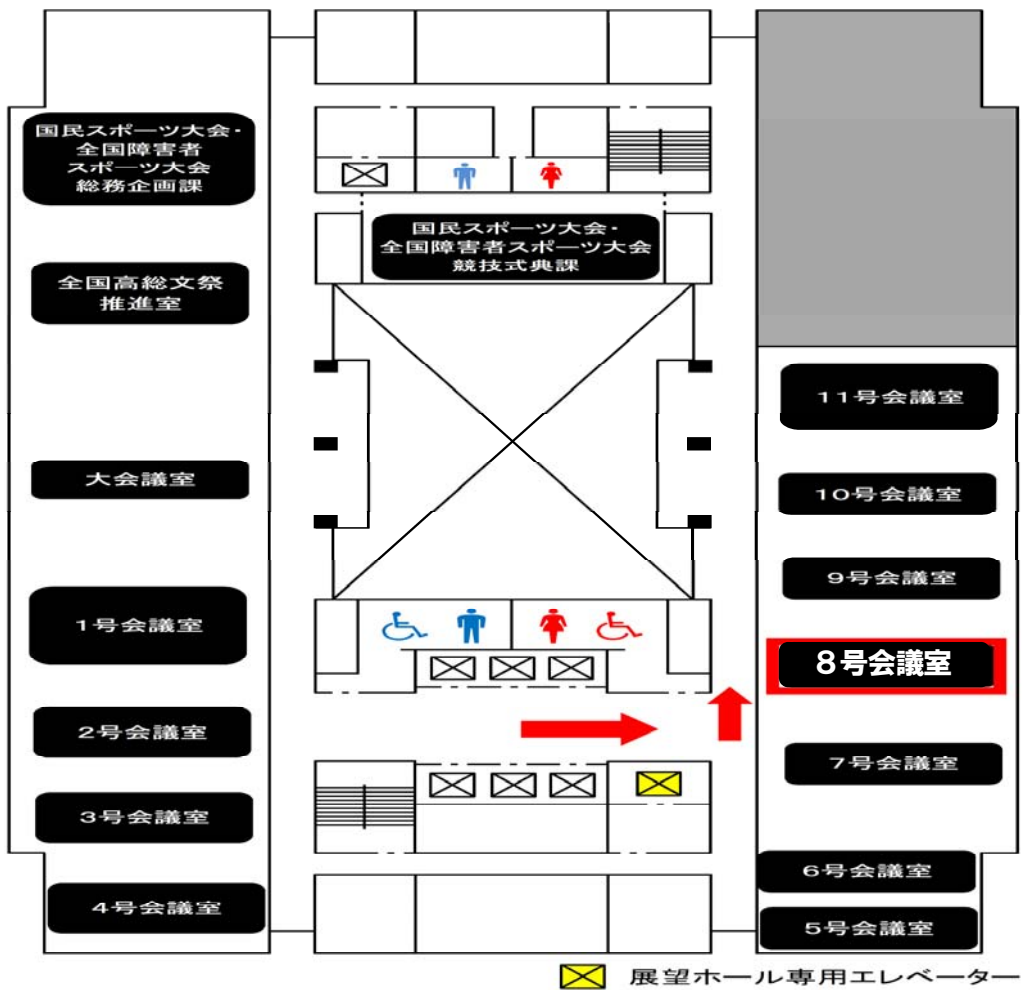 国民スポーツ大会・
全国障害者
スポーツ大会
総務企画課
国民スポーツ大会・
全国障害者スポーツ大会
競技式典課
全国高総文祭
推進室
11号会議室
大会議室
10号会議室
9号会議室
1号会議室
8号会議室
2号会議室
7号会議室
3号会議室
6号会議室
4号会議室
5号会議室
展望ホール専用エレベーター